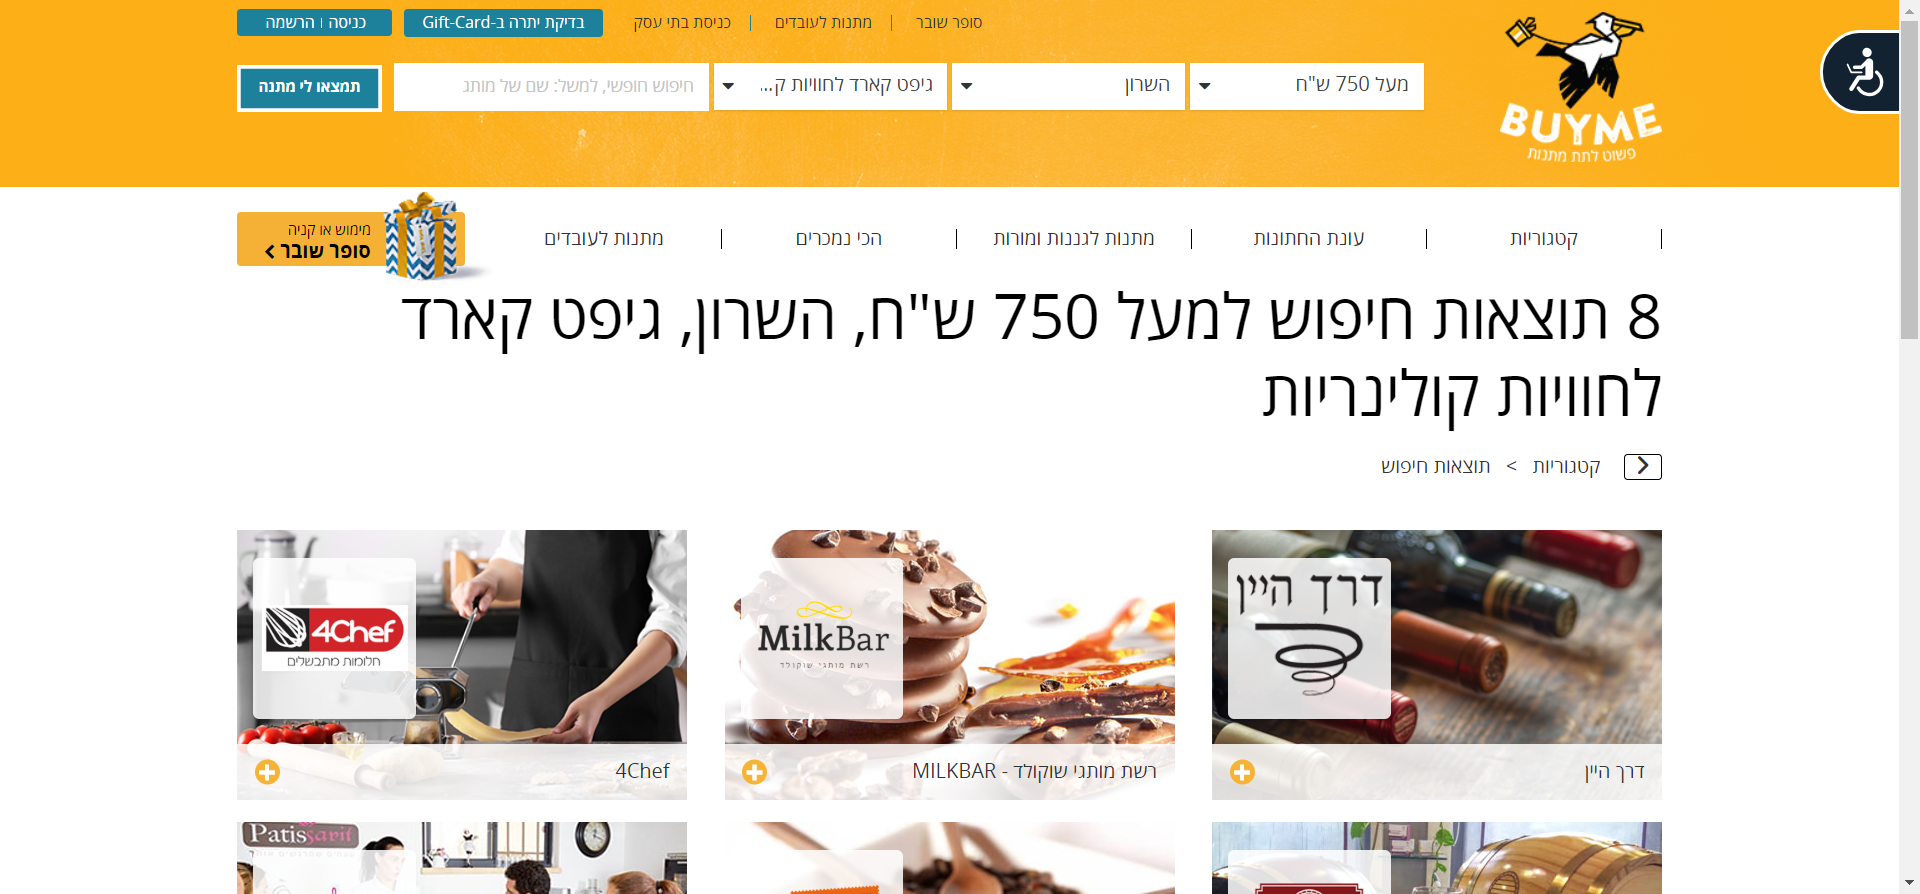 סופר שובר | מתנות לעובדים | כניסת בתי עסק
בדיקת יתרה ב-Gift-Card
כניסה | הרשמה
BUYME
פשוט לתת מתנות
מעל 750 ש"ח
השרון
גיפט קארד לחוויות ק...
חיפוש חופשי, למשל: שם של מותג
תמצאו לי מתנה
קטגוריות
עונת החתונות
מתנות לגננות ומורות
הכי נמכרים
מתנות לעובדים
מימוש או קניה
סופר שובר
8 תוצאות חיפוש למעל 750 ש"ח, השרון, גיפט קארד
לחוויות קולינריות
קטגוריות > תוצאות חיפוש
דרך היין
דרך היין
MilkBar
רשת מותגי שוקולד
רשת מותגי שוקולד - MILKBAR
4Chef
חלומות מתבשלים
4Chef
Patissarif